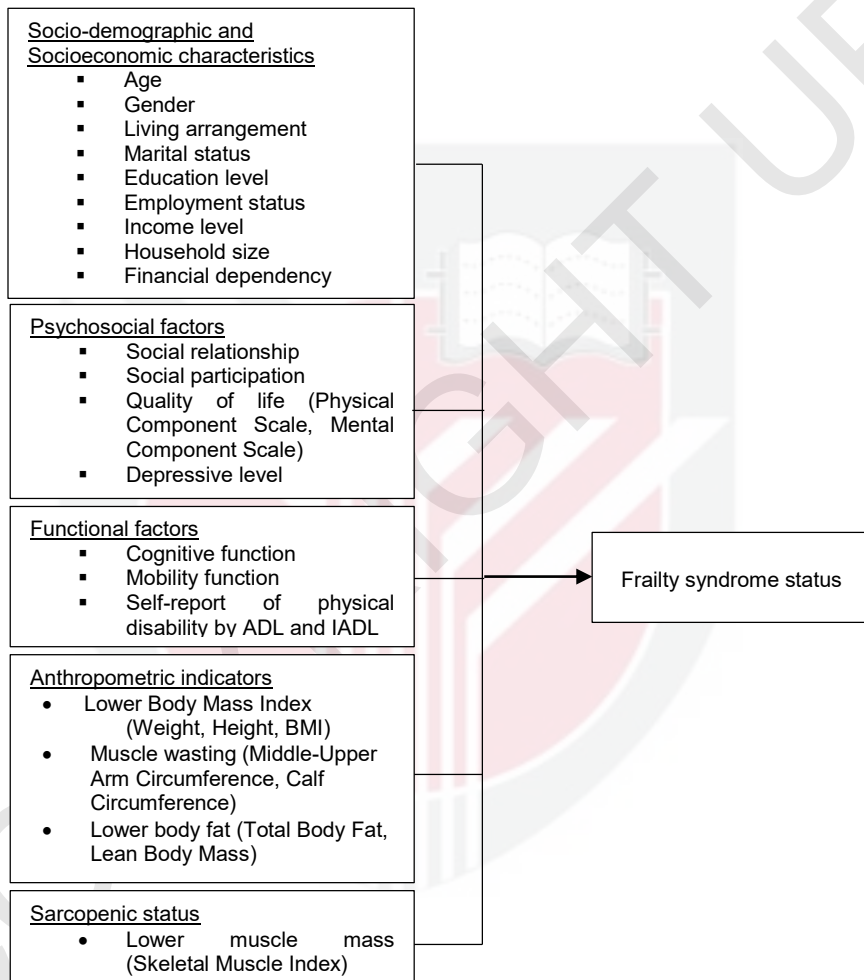 Socio-demographic and
Socioeconomic characteristics
▪ Age
▪ Gender
▪ Living arrangement
▪ Marital status
▪ Education level
▪ Employment status
▪ Income level
▪ Household size
▪ Financial dependency
Psychosocial factors
▪ Social relationship
▪ Social participation
▪ Quality of life (Physical
Component Scale, Mental
Component Scale)
▪ Depressive level
Functional factors
▪ Cognitive function
▪ Mobility function
▪ Self-report of physical
disability by ADL and IADL
Anthropometric indicators
• Lower Body Mass Index
(Weight, Height, BMI)
• Muscle wasting (Middle-Upper
Arm Circumference, Calf
Circumference)
• Lower body fat (Total Body Fat,
Lean Body Mass)
Sarcopenic status
• Lower muscle mass
(Skeletal Muscle Index)
Frailty syndrome status